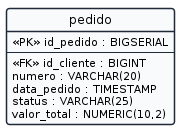 pedido
«PK» id_pedido : BIGSERIAL
«FK» id_cliente : BIGINT
numero : VARCHAR(20)
data_pedido : TIMESTAMP
status : VARCHAR(25)
valor_total : NUMERIC(10,2)